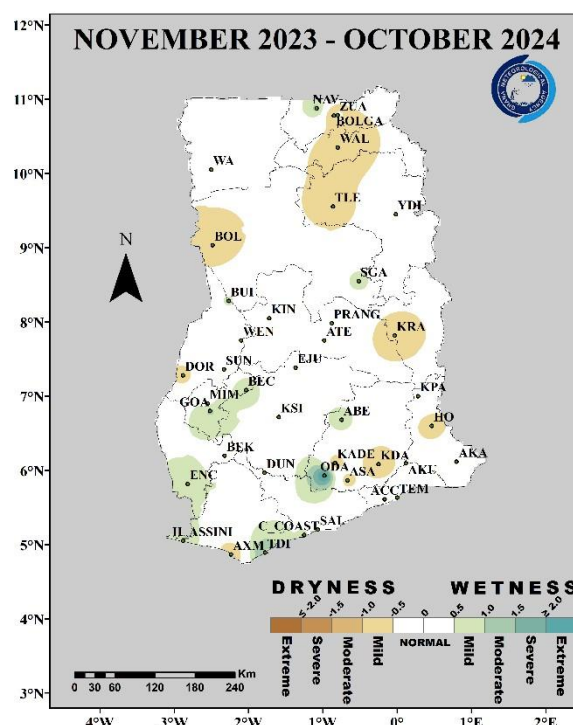 NOVEMBER 2023 - OCTOBER 2024
11°N
10°N
9°N
8°N
7°N
6°N
5°N
4°N
3°N
4°W
3°W
2°W
1°W
0°
1°E
2°E
N
NAV
ZUA
BOLGA
WAL
WA
TLE
YDI
BOL
SGA
BUI
KIN
PRANG
KRA
WEN
ATE
DOR
SUN
EJU
BEC
KPA
GOA
MIM
KSI
ABE
HO
BEK
KADE
KDA
AKA
DUN
ODA
ASA
AKU
ENC
ACC
TEM
C_COAST
SAL
AXM
TDI
DRYNESS
WETNESS
≤ -2.0
-1.5
-1.0
-0.5
0
0.5
1.0
1.5
≥ 2.0
Extreme
Severe
Moderate
Mild
NORMAL
Mild
Moderate
Severe
Extreme
0 30 60 120 180 240 Km